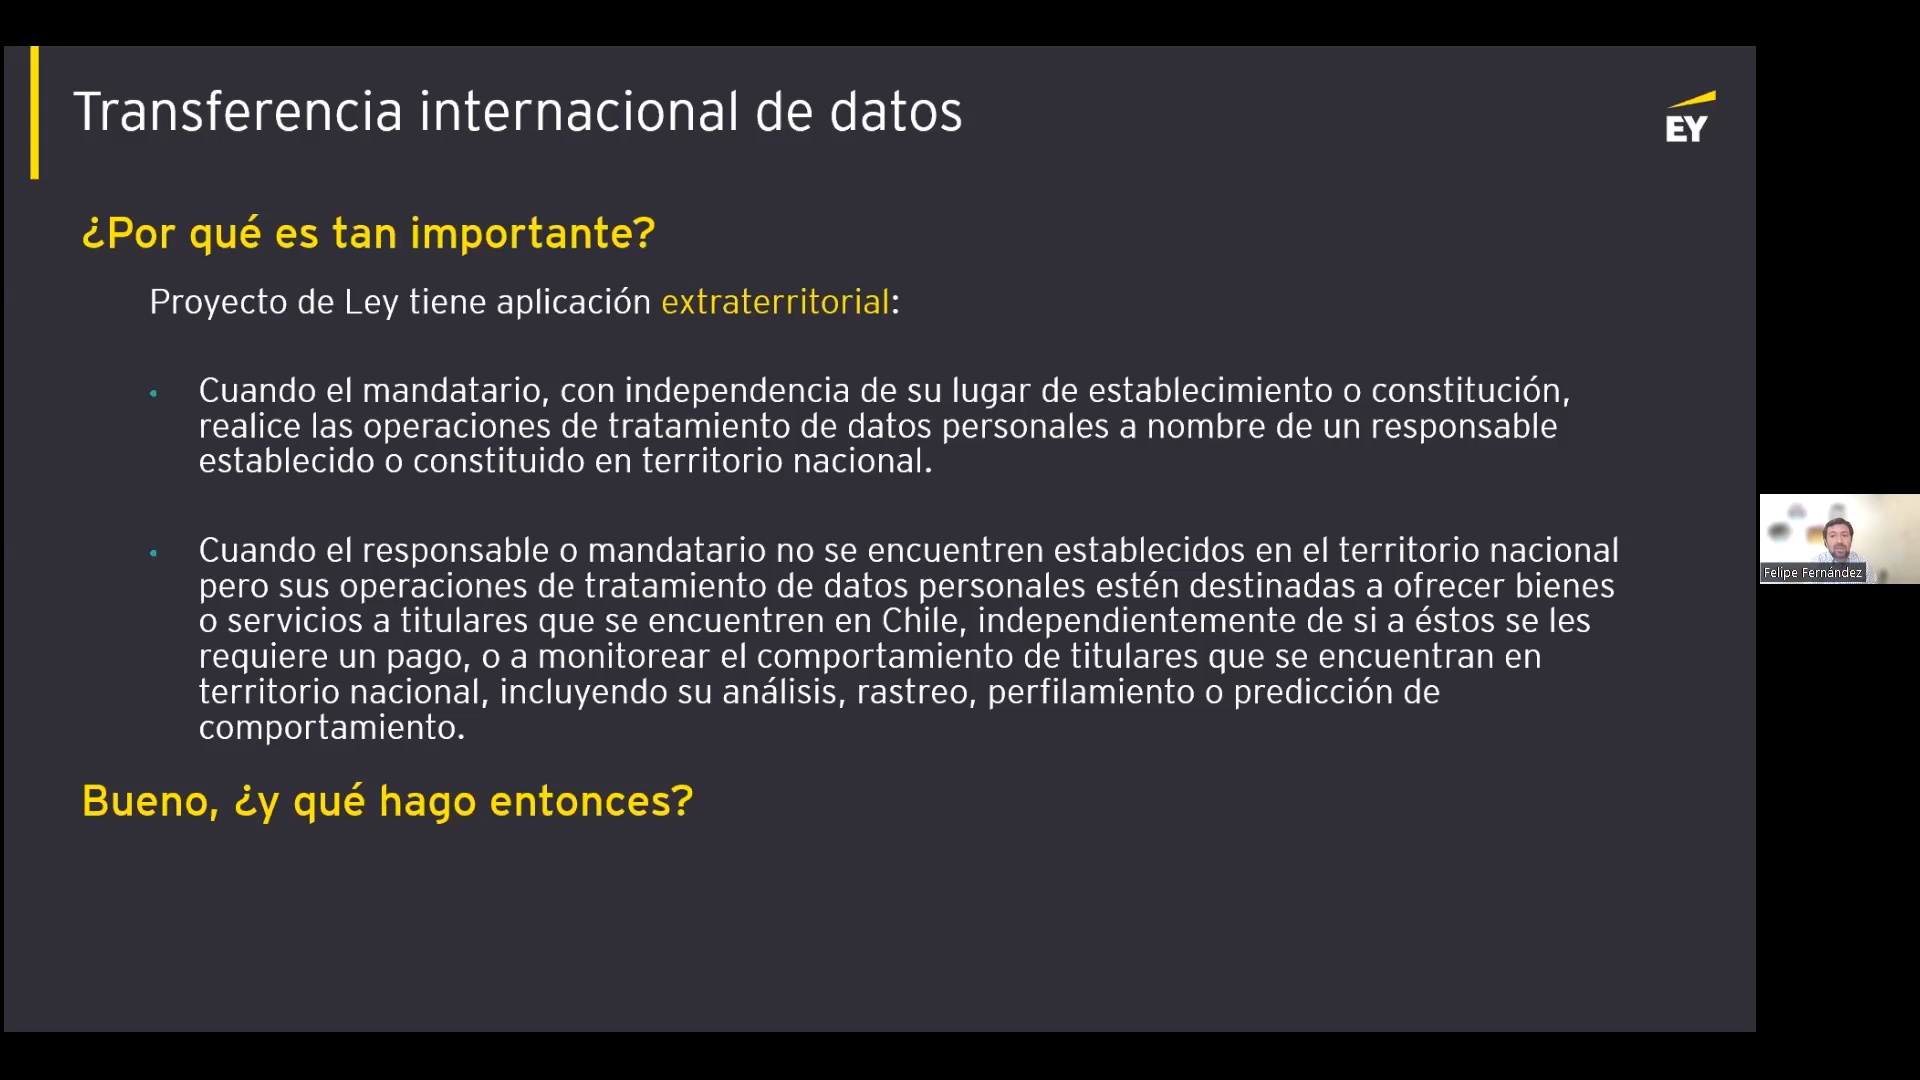 Transferencia internacional de datos
EY
¿Por qué es tan importante?
Proyecto de Ley tiene aplicación extraterritorial:
• Cuando el mandatario, con independencia de su lugar de establecimiento o constitución,
realice las operaciones de tratamiento de datos personales a nombre de un responsable
establecido o constituido en territorio nacional.
• Cuando el responsable o mandatario no se encuentren establecidos en el territorio nacional
pero sus operaciones de tratamiento de datos personales estén destinadas a ofrecer bienes
o servicios a titulares que se encuentren en Chile, independientemente de si a éstos se les
requiere un pago, o a monitorear el comportamiento de titulares que se encuentran en
territorio nacional, incluyendo su análisis, rastreo, perfilamiento o predicción de
comportamiento.
Bueno, ¿y qué hago entonces?
Felipe Fernández